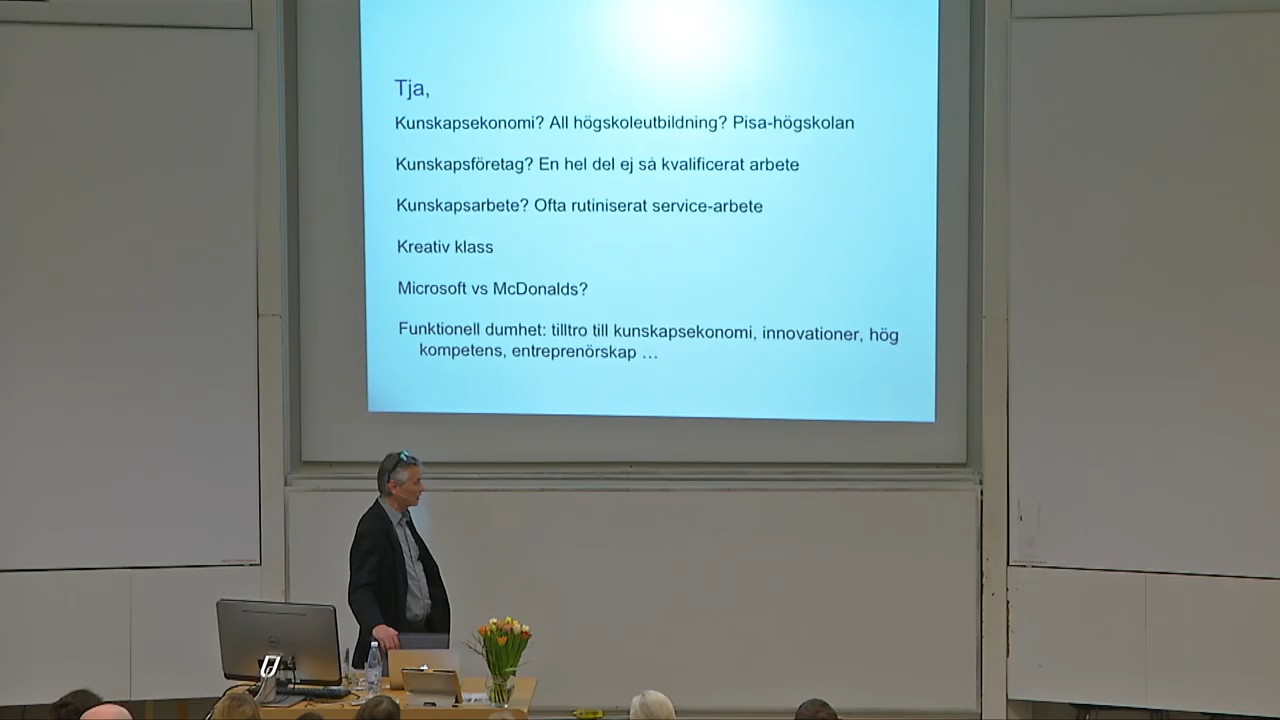 Tja,
Kunskapsekonomi? All högskoleutbildning? Pisa-högskolan
Kunskapsföretag? En hel del ej så kvalificerat arbete
Kunskapsarbete? Ofta rutiniserat service-arbete
Kreativ klass
Microsoft vs McDonalds?
Funktionell dumhet: tilltro till kunskapsekonomi, innovationer, hög
kompetens, entreprenörskap …